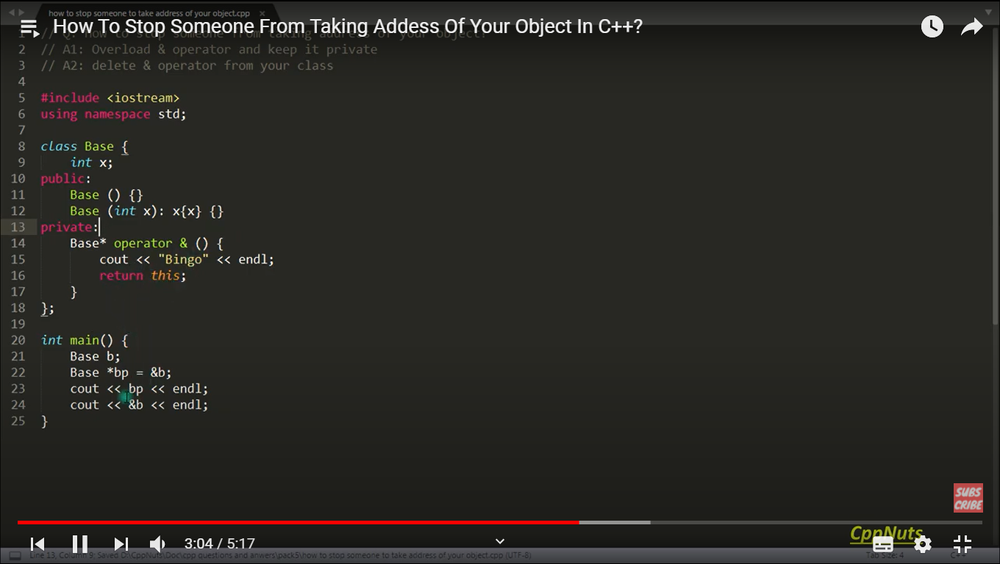 how to stop someone to take address of your object.cpp
How To Stop Someone From Taking Addess Of Your Object In C++?
1 // Q: how to stop someone from taking address of your object?
2 // A1: Overload & operator and keep it private
3 // A2: delete & operator from your class
4
5 #include <iostream>
6 using namespace std;
7
8 class Base {
9 int x;
10 public:
11 Base () {}
12 Base (int x): x{x} {}
13 private:
14 Base* operator & () {
15 cout << "Bingo" << endl;
16 return this;
17 }
18 };
19
20 int main() {
21 Base b;
22 Base *bp = &b;
23 cout << bp << endl;
24 cout << &b << endl;
25 }
SUBS
CRIBE
CppNuts
3:04 / 5:17
Line 13, Column 9; Saved D:\CppNuts\Doc\cpp questions and anwers\pack5\how to stop someone to take address of your object.cpp (UTF-8)
Tab Size: 4
C++